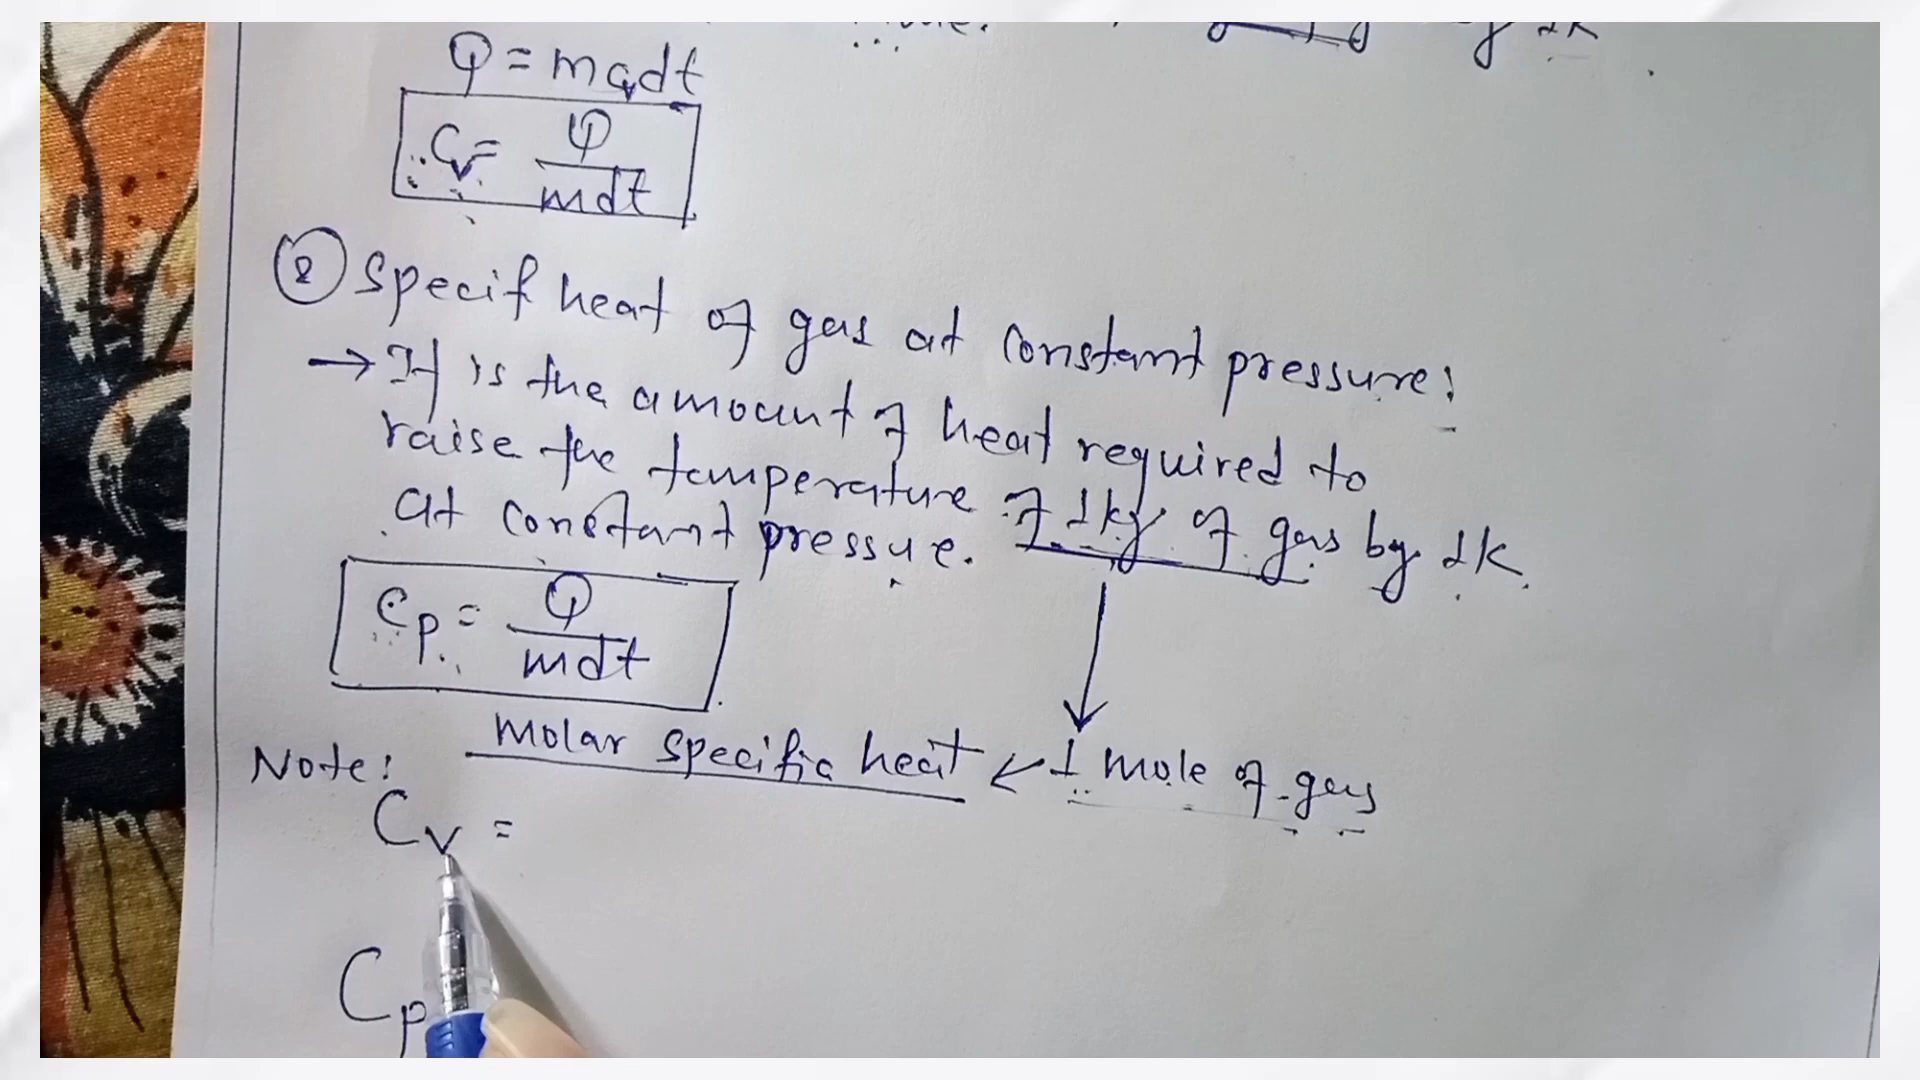 Q = mcvdt
Cv = Q / mdt
② Specif heat of gas at constant pressure:
→ It is the amount of heat required to
raise the temperature of 1kg of gas by 1K
at constant pressue.
Cp = Q / mdt
Note: Molar specific heat ← 1 mole of gas
Cv =
Cp